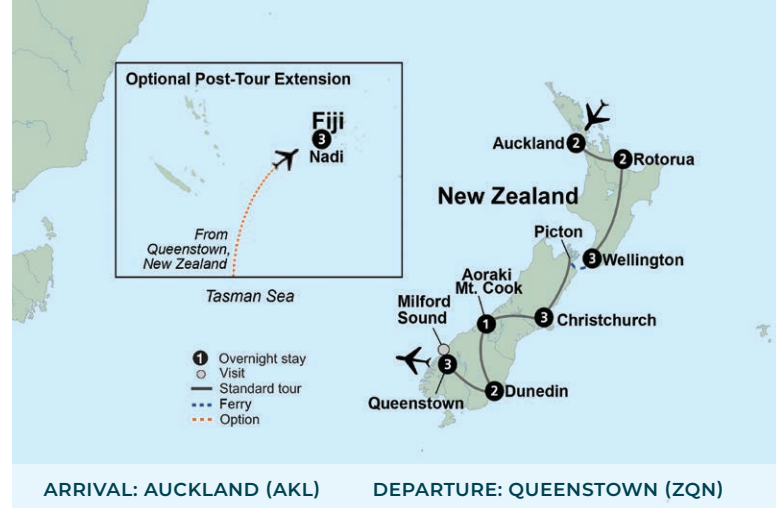 Optional Post-Tour Extension
Fiji
3
Nadi
From
Queenstown,
New Zealand
Tasman Sea
Auckland 2
2 Rotorua
New Zealand
Picton
3 Wellington
Aoraki
Mt. Cook
1
3 Christchurch
Milford
Sound
3
Queenstown
2 Dunedin
1 Overnight stay
Visit
Standard tour
Ferry
Option
ARRIVAL: AUCKLAND (AKL) DEPARTURE: QUEENSTOWN (ZQN)